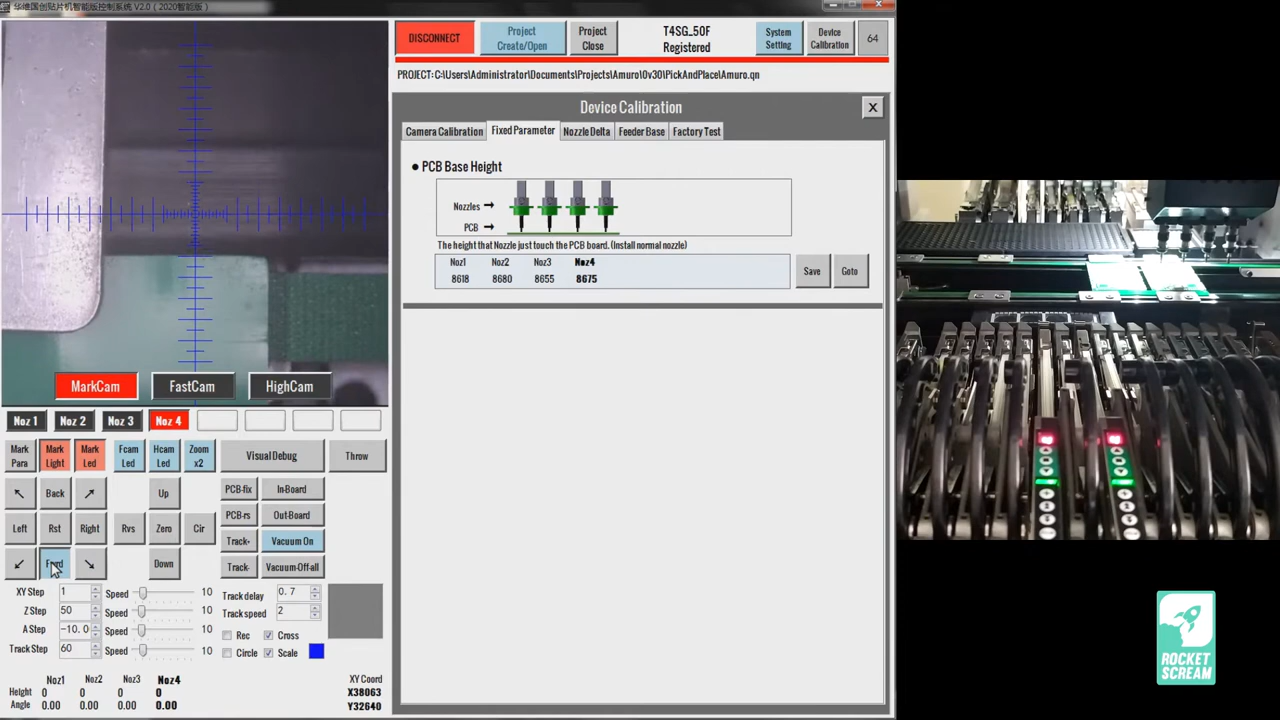 华维国创贴片机智能版控制系统 V2.0（2020智能版）
DISCONNECT
Project Create/Open
Project Close
T4SG_50F Registered
System Setting
Device Calibration
64
PROJECT: C:\Users\Administrator\Documents\Projects\Amuro\0v30\PickAndPlace\Amuro.qn
Device Calibration
X
Camera Calibration
Fixed Parameter
Nozzle Delta
Feeder Base
Factory Test
● PCB Base Height
Nozzles
PCB
The height that Nozzle just touch the PCB board. (Install normal nozzle)
Noz1 Noz2 Noz3 Noz4
8618 8680 8655 8675
Save
Goto
MarkCam
FastCam
HighCam
Noz 1
Noz 2
Noz 3
Noz 4
Mark Para
Mark Light
Mark Led
Fcam Led
Hcam Led
Zoom x2
Visual Debug
Throw
Back
Up
PCB-fix
In-Board
Left
Rst
Right
Rvs
Zero
Cir
PCB-rs
Out-Board
Track+
Vacuum On
Down
Track-
Vacuum-Off-all
XY Step 1 Speed 10
Z Step 50 Speed 10
A Step -10.0 Speed 10
Track Step 60 Speed 10
Track delay 0.7
Track speed 2
Rec
Cross
Circle
Scale
Noz1 Noz2 Noz3 Noz4
Height 0 0 0 0
Angle 0.00 0.00 0.00 0.00
XY Coord
X38063
Y32640
ROCKET
SCREAM